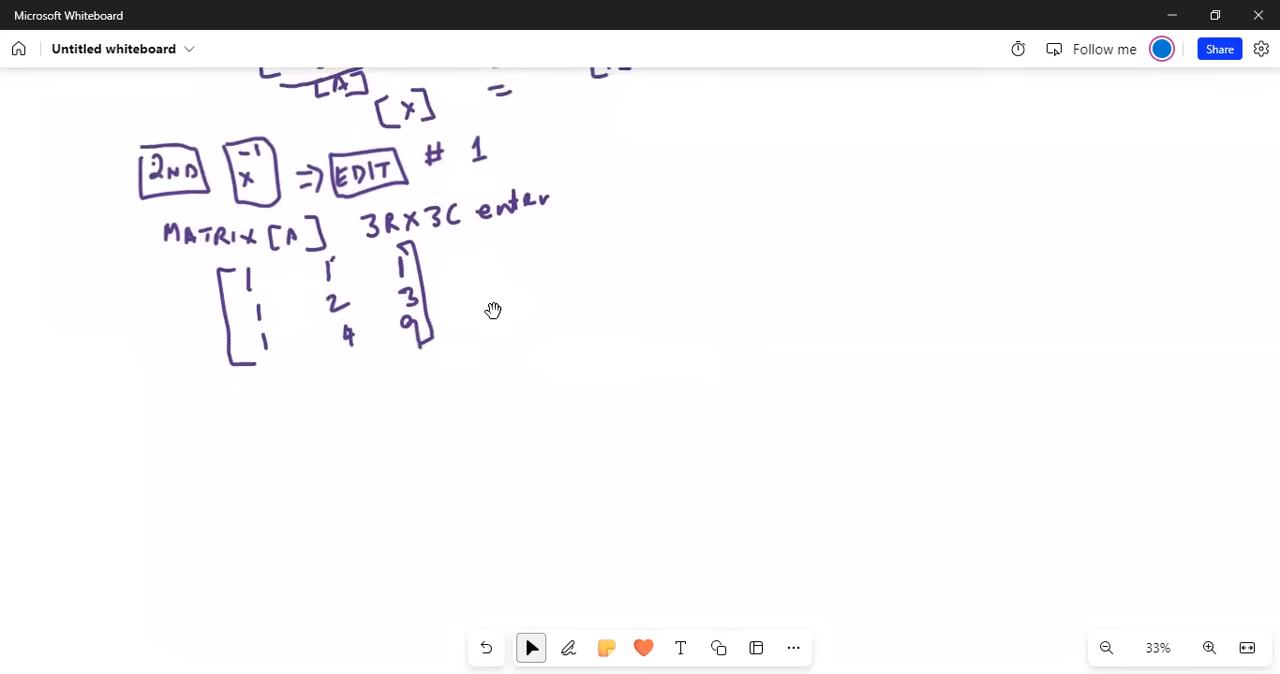 Microsoft Whiteboard
Untitled whiteboard
Follow me
Share
[A]
[X] =
2ND x⁻¹ => EDIT # 1
MATRIX [A] 3R X 3C enter
1 1 1
1 2 3
1 4 9
33%